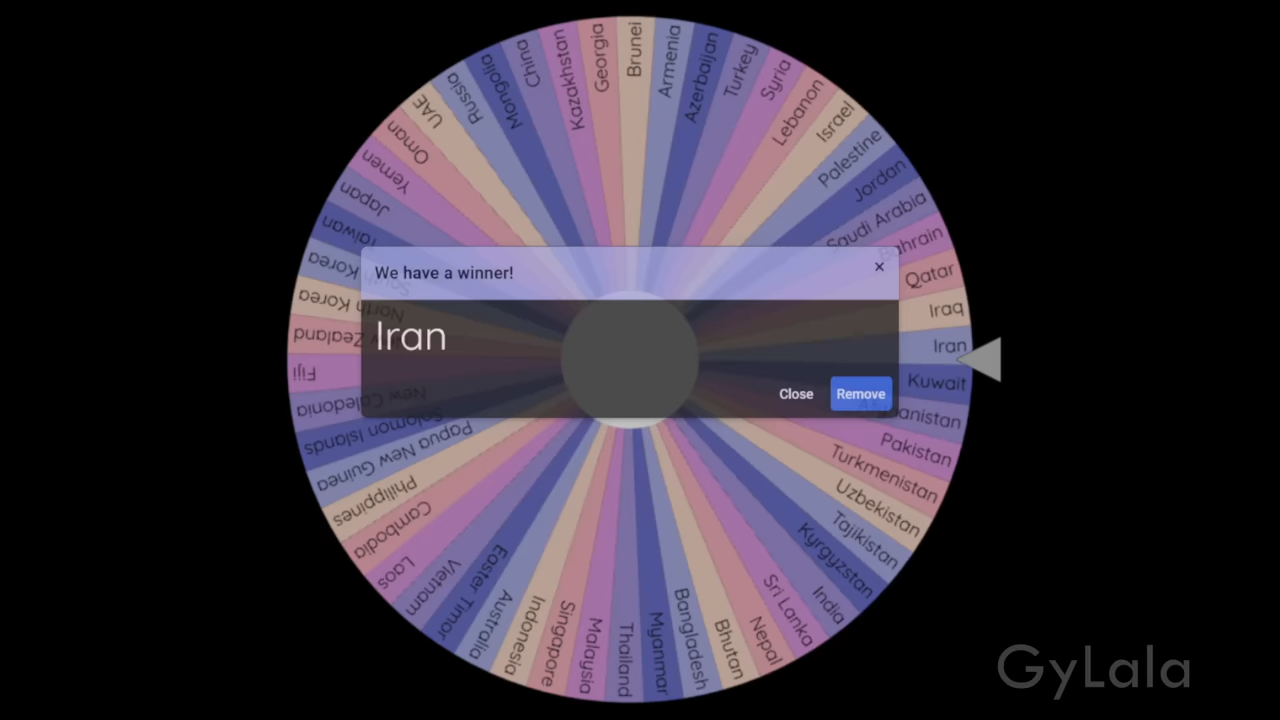 Brunei
Armenia
Azerbaijan
Turkey
Syria
Lebanon
Israel
Palestine
Jordan
Saudi Arabia
Bahrain
Qatar
Iraq
Iran
Kuwait
Afghanistan
Pakistan
Turkmenistan
Uzbekistan
Tajikistan
Kyrgyzstan
India
Sri Lanka
Nepal
Bhutan
Bangladesh
Myanmar
Thailand
Malaysia
Singapore
Indonesia
Australia
Easter Timor
Vietnam
Laos
Cambodia
Philippines
Papua New Guinea
Solomon Islands
New Caledonia
Fiji
New Zealand
North Korea
South Korea
Taiwan
Japan
Yemen
Oman
UAE
Russia
Mongolia
China
Kazakhstan
Georgia
We have a winner!
×
Iran
Close
Remove
GyLala